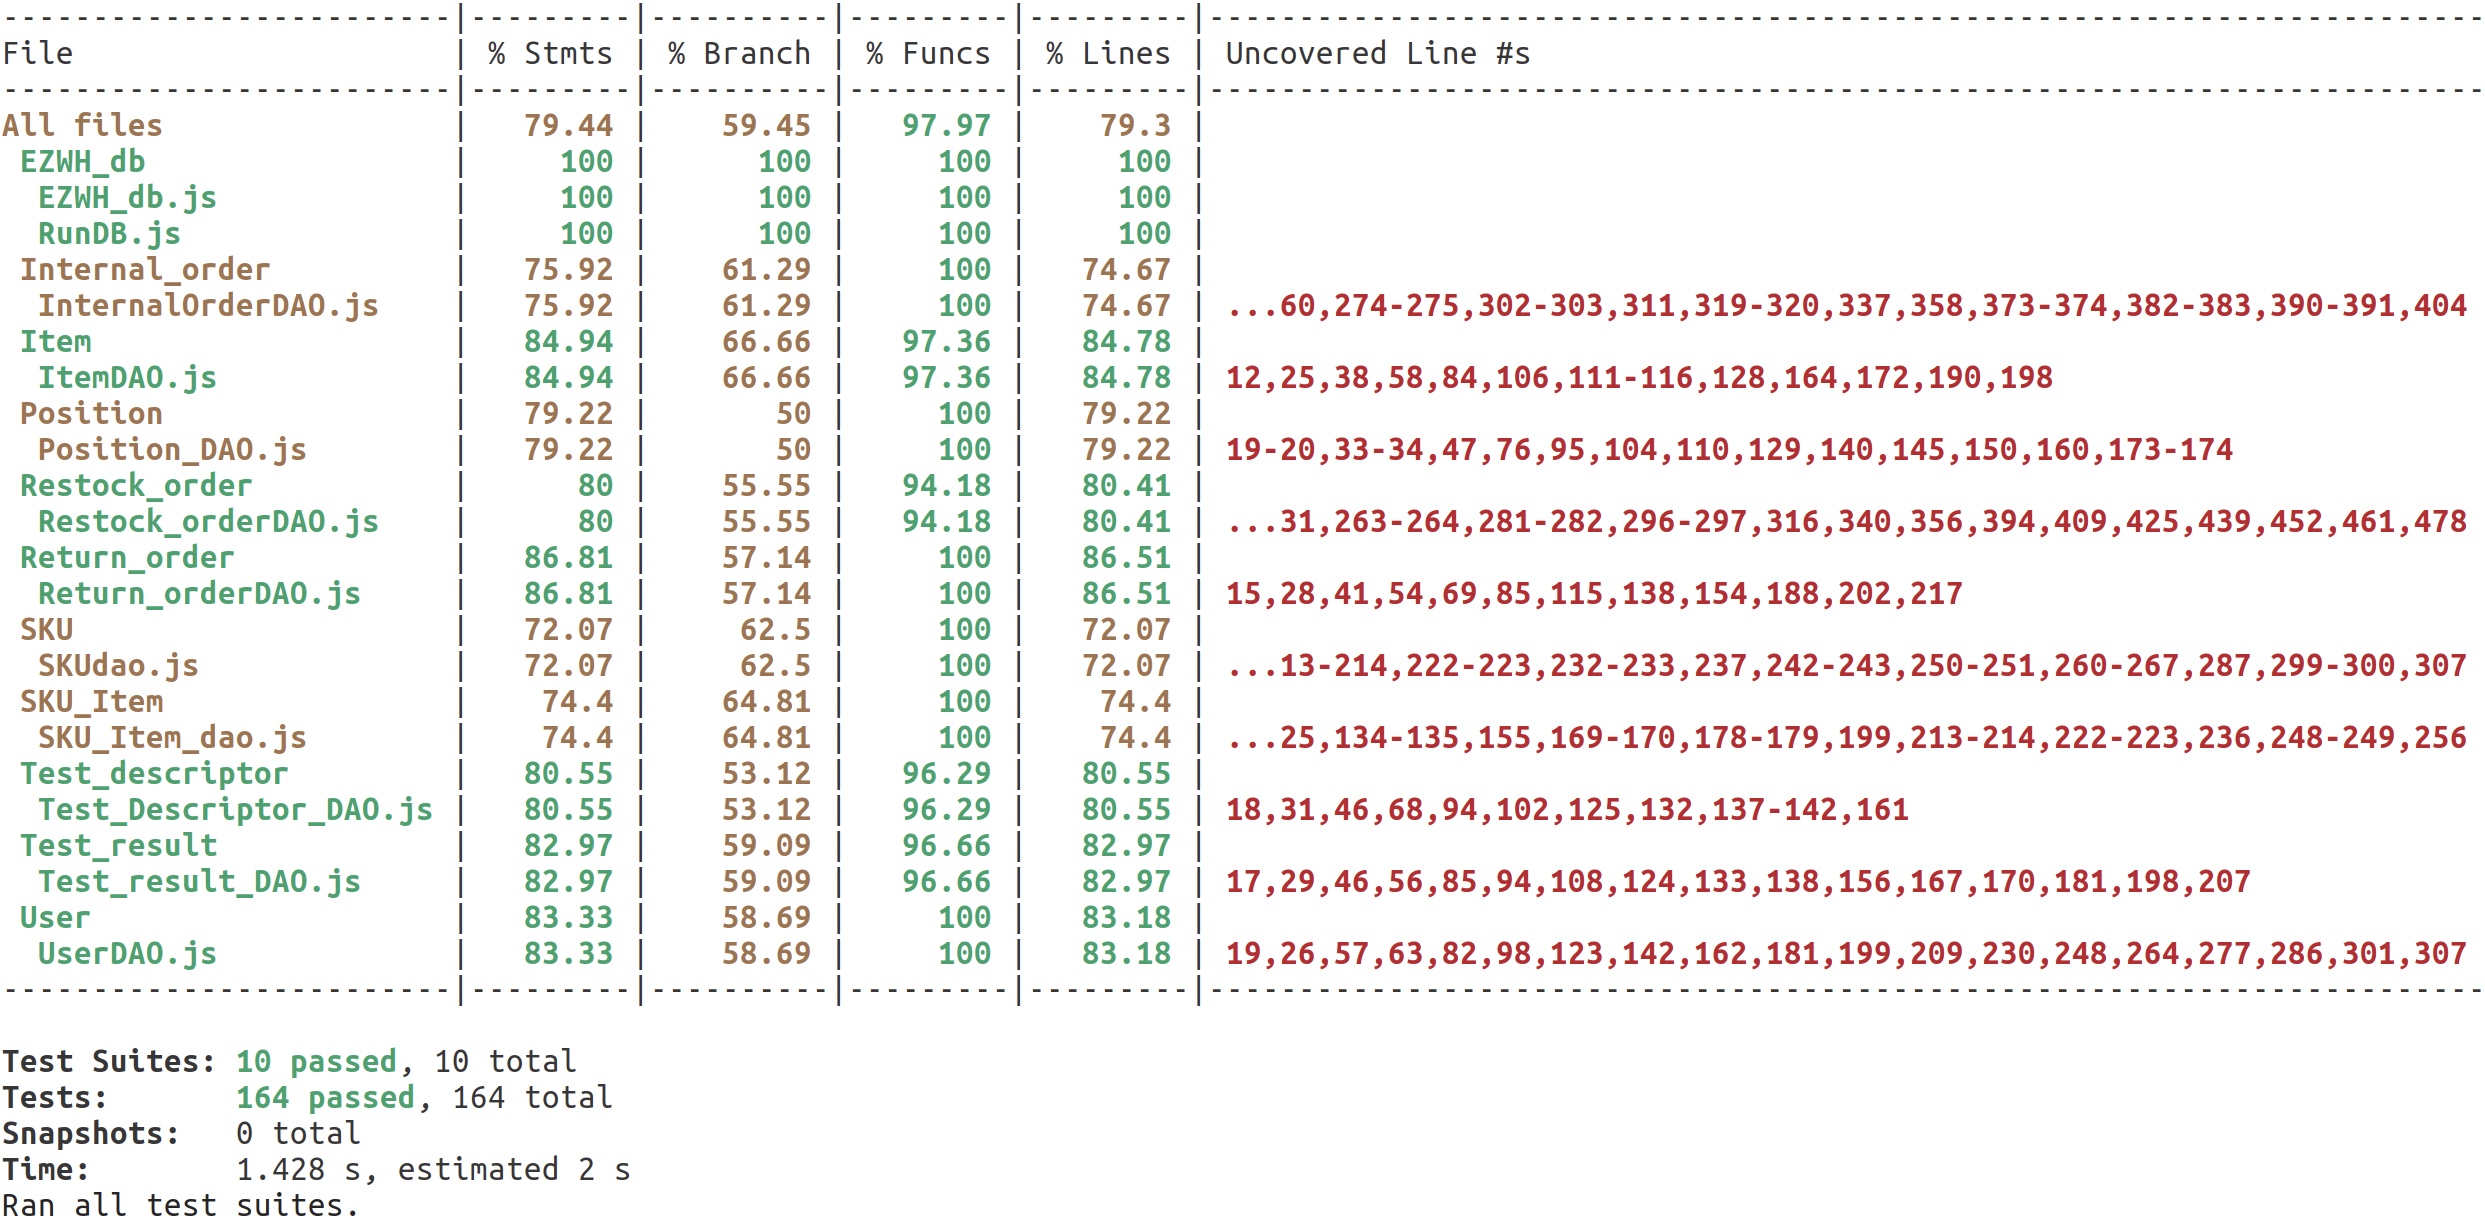 -------------------------|---------|----------|---------|---------|-----------------------------------------------------------------------
File                     | % Stmts | % Branch | % Funcs | % Lines | Uncovered Line #s
-------------------------|---------|----------|---------|---------|-----------------------------------------------------------------------
All files                |   79.44 |    59.45 |   97.97 |    79.3 |
 EZWH_db                 |     100 |      100 |     100 |     100 |
  EZWH_db.js             |     100 |      100 |     100 |     100 |
  RunDB.js               |     100 |      100 |     100 |     100 |
 Internal_order          |   75.92 |    61.29 |     100 |   74.67 |
  InternalOrderDAO.js    |   75.92 |    61.29 |     100 |   74.67 | ...60,274-275,302-303,311,319-320,337,358,373-374,382-383,390-391,404
 Item                    |   84.94 |    66.66 |   97.36 |   84.78 |
  ItemDAO.js             |   84.94 |    66.66 |   97.36 |   84.78 | 12,25,38,58,84,106,111-116,128,164,172,190,198
 Position                |   79.22 |       50 |     100 |   79.22 |
  Position_DAO.js        |   79.22 |       50 |     100 |   79.22 | 19-20,33-34,47,76,95,104,110,129,140,145,150,160,173-174
 Restock_order           |      80 |    55.55 |   94.18 |   80.41 |
  Restock_orderDAO.js    |      80 |    55.55 |   94.18 |   80.41 | ...31,263-264,281-282,296-297,316,340,356,394,409,425,439,452,461,478
 Return_order            |   86.81 |    57.14 |     100 |   86.51 |
  Return_orderDAO.js     |   86.81 |    57.14 |     100 |   86.51 | 15,28,41,54,69,85,115,138,154,188,202,217
 SKU                     |   72.07 |     62.5 |     100 |   72.07 |
  SKUdao.js              |   72.07 |     62.5 |     100 |   72.07 | ...13-214,222-223,232-233,237,242-243,250-251,260-267,287,299-300,307
 SKU_Item                |    74.4 |    64.81 |     100 |    74.4 |
  SKU_Item_dao.js        |    74.4 |    64.81 |     100 |    74.4 | ...25,134-135,155,169-170,178-179,199,213-214,222-223,236,248-249,256
 Test_descriptor         |   80.55 |    53.12 |   96.29 |   80.55 |
  Test_Descriptor_DAO.js |   80.55 |    53.12 |   96.29 |   80.55 | 18,31,46,68,94,102,125,132,137-142,161
 Test_result             |   82.97 |    59.09 |   96.66 |   82.97 |
  Test_result_DAO.js     |   82.97 |    59.09 |   96.66 |   82.97 | 17,29,46,56,85,94,108,124,133,138,156,167,170,181,198,207
 User                    |   83.33 |    58.69 |     100 |   83.18 |
  UserDAO.js             |   83.33 |    58.69 |     100 |   83.18 | 19,26,57,63,82,98,123,142,162,181,199,209,230,248,264,277,286,301,307
-------------------------|---------|----------|---------|---------|-----------------------------------------------------------------------
Test Suites: 10 passed, 10 total
Tests:       164 passed, 164 total
Snapshots:   0 total
Time:        1.428 s, estimated 2 s
Ran all test suites.